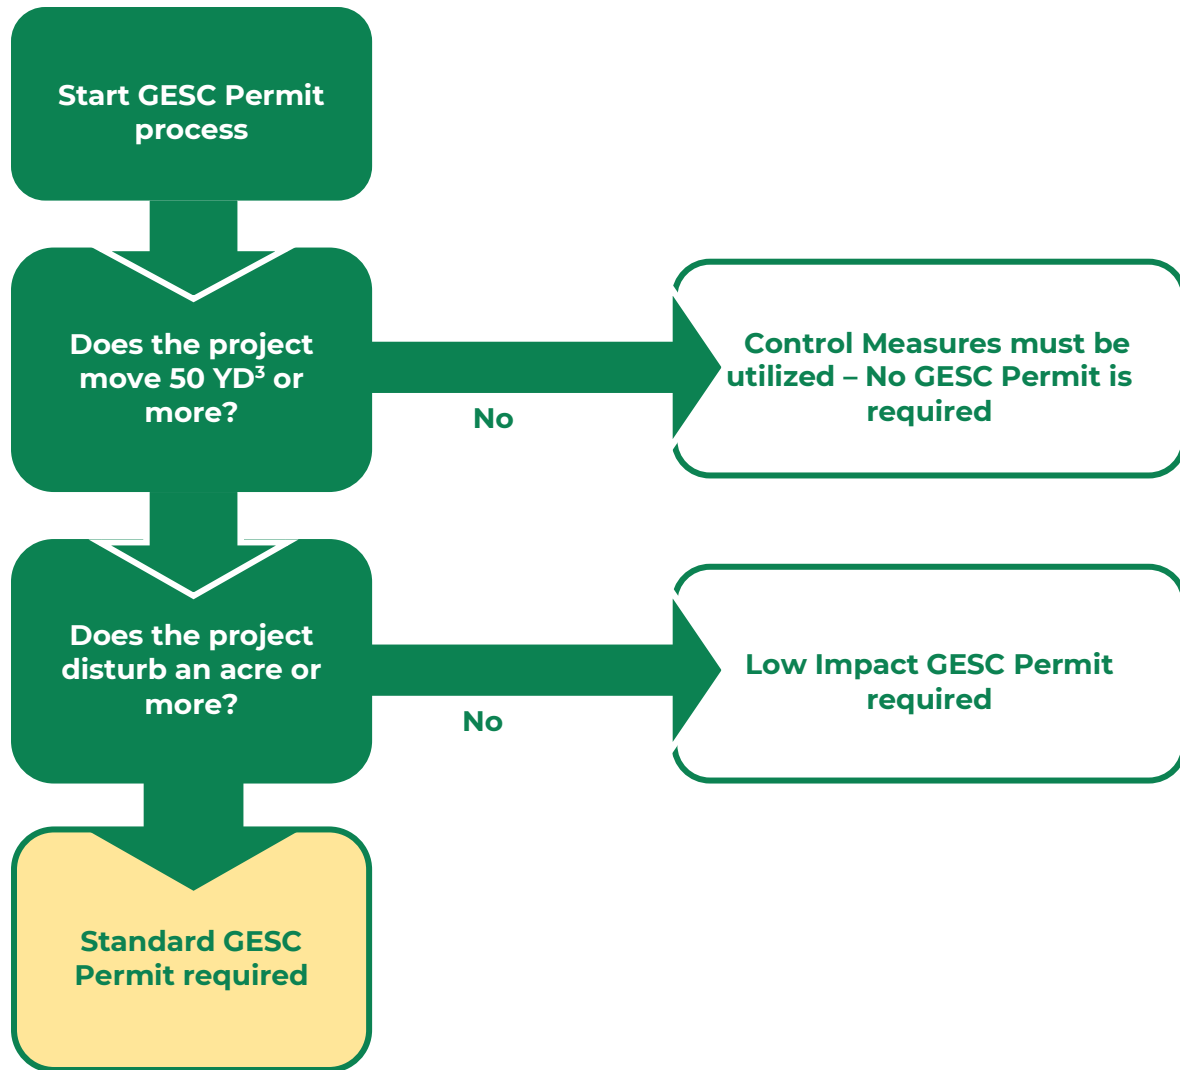 Start GESC Permit
process
Does the project
move 50 YD³ or
more?
No
Control Measures must be
utilized – No GESC Permit is
required
Does the project
disturb an acre or
more?
No
Low Impact GESC Permit
required
Standard GESC
Permit required